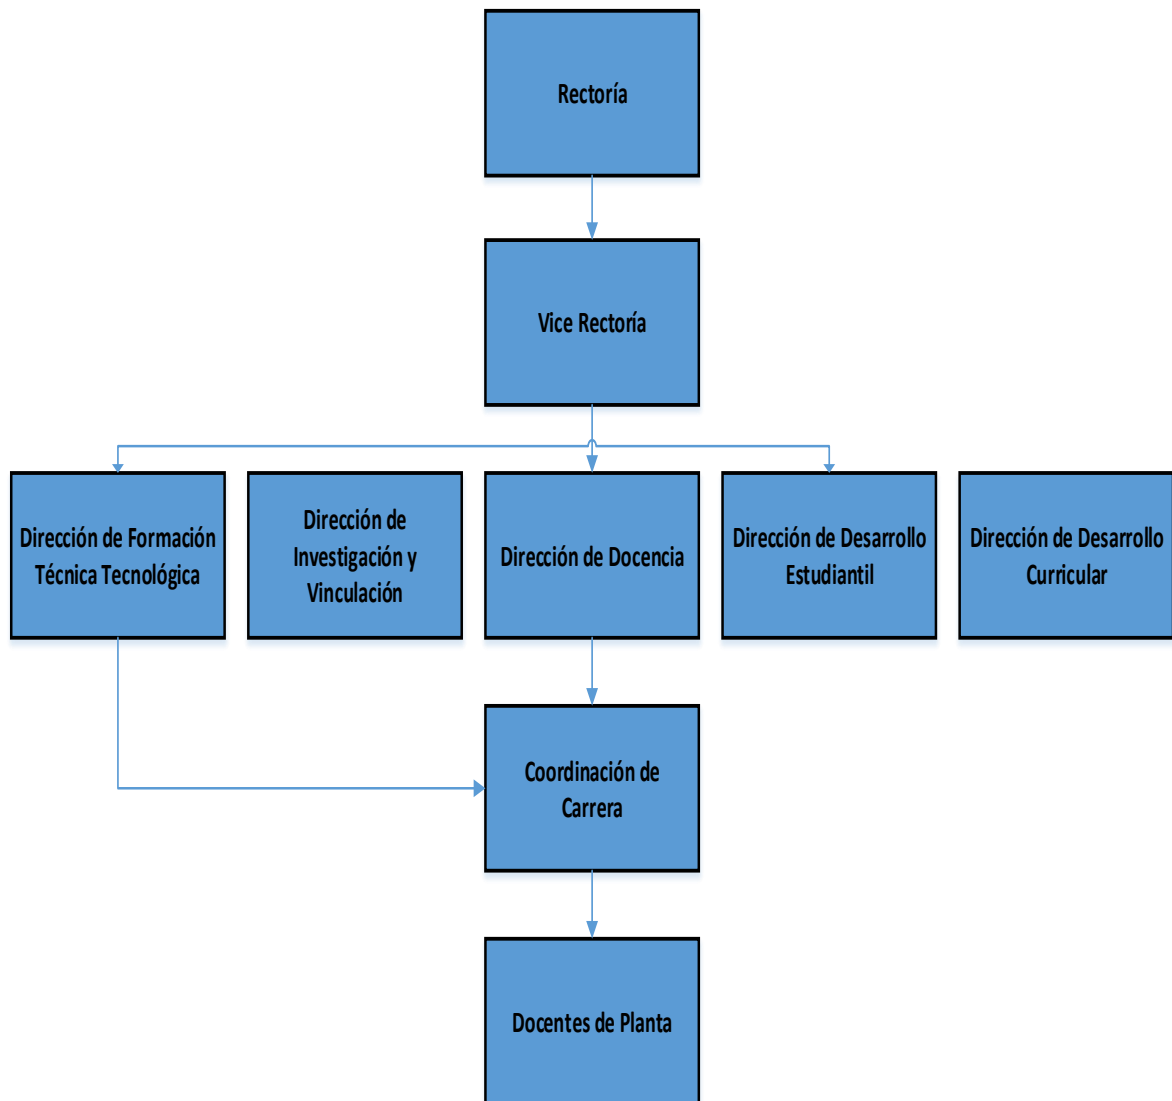 Rectoría
Vice Rectoría
Dirección de Formación
Técnica Tecnológica
Dirección de
Investigación y
Vinculación
Dirección de Docencia
Dirección de Desarrollo
Estudiantil
Dirección de Desarrollo
Curricular
Coordinación de
Carrera
Docentes de Planta